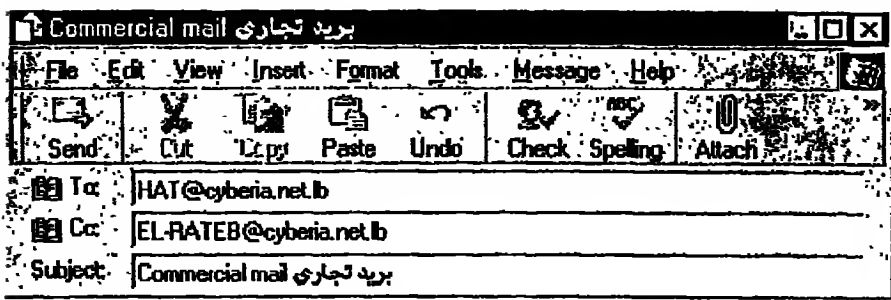 Commercial mail بريد تجاري
File Edit View Insert Format Tools Message Help
Send Cut Copy Paste Undo Check Spelling Attach »
To: HAT@cyberia.net.lb
Cc: EL-RATEB@cyberia.net.lb
Subject: Commercial mail بريد تجاري